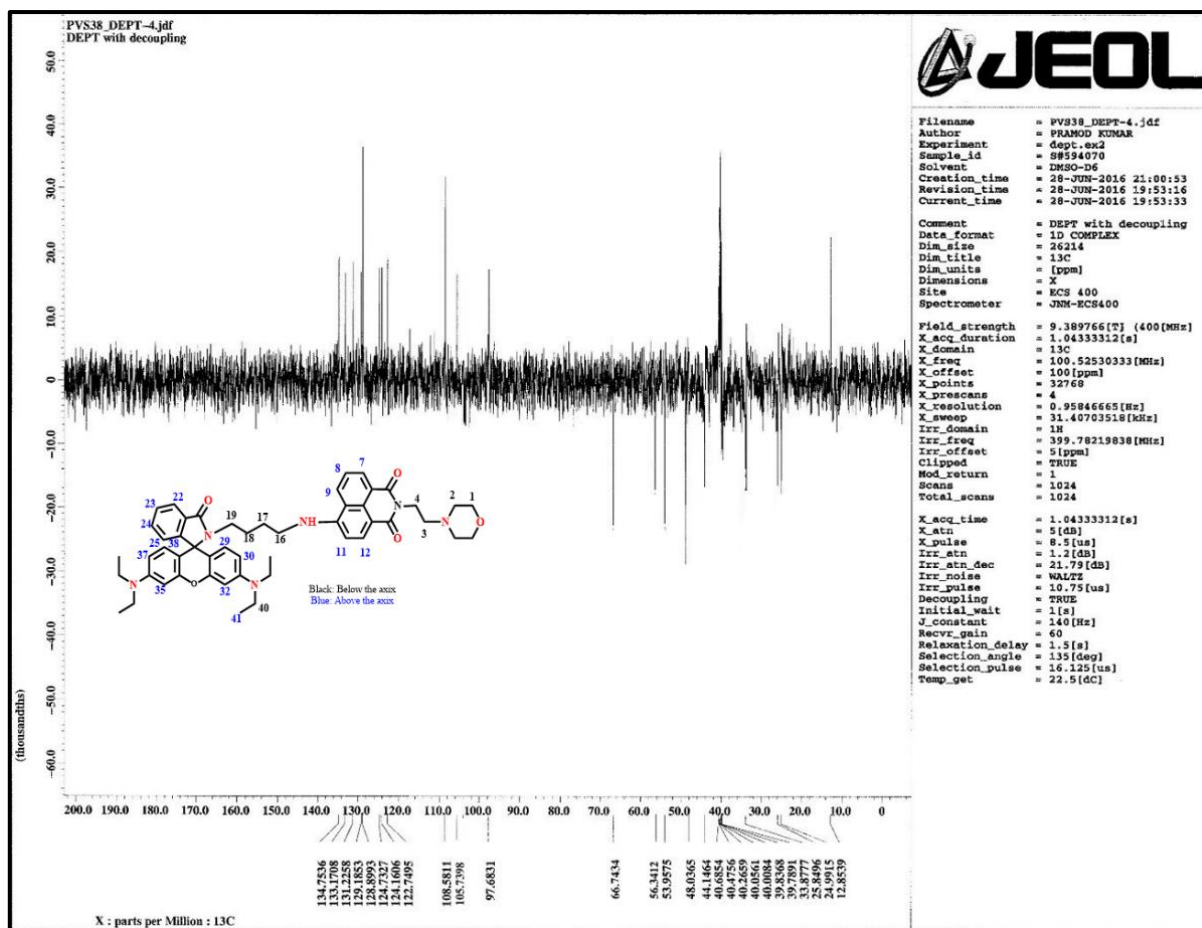 PVS38_DEPT-4.jdf
DEPT with decoupling
JEOL
Filename = PVS38_DEPT-4.jdf
Author = PRAMOD KUMAR
Experiment = dept.ex2
Sample_id = S#594070
Solvent = DMSO-D6
Creation_time = 28-JUN-2016 21:00:53
Revision_time = 28-JUN-2016 19:53:16
Current_time = 28-JUN-2016 19:53:33
Comment = DEPT with decoupling
Data_format = 1D COMPLEX
Dim_size = 26214
Dim_title = 13C
Dim_units = [ppm]
Dimensions = X
Site = ECS 400
Spectrometer = JNM-ECS400
Field_strength = 9.389766[T] (400[MHz]
X_acq_duration = 1.04333312[s]
X_domain = 13C
X_freq = 100.52530333[MHz]
X_offset = 100[ppm]
X_points = 32768
X_prescans = 4
X_resolution = 0.95846665[Hz]
X_sweep = 31.40703518[kHz]
Irr_domain = 1H
Irr_freq = 399.78219838[MHz]
Irr_offset = 5[ppm]
Clipped = TRUE
Mod_return = 1
Scans = 1024
Total_scans = 1024
X_acq_time = 1.04333312[s]
X_atn = 5[dB]
X_pulse = 8.5[us]
Irr_atn = 1.2[dB]
Irr_atn_dec = 21.79[dB]
Irr_noise = WALTZ
Irr_pulse = 10.75[us]
Decoupling = TRUE
Initial_wait = 1[s]
J_constant = 140[Hz]
Recvr_gain = 60
Relaxation_delay = 1.5[s]
Selection_angle = 135[deg]
Selection_pulse = 16.125[us]
Temp_get = 22.5[dC]
50.0
40.0
30.0
20.0
10.0
0
-10.0
-20.0
-30.0
-40.0
-50.0
-60.0
(thousandths)
8 7
9 O
4 2 1
N N O
3
O
11 12
22 O
23 19 17 NH
24 N 18 16
25 38 29
37 30
N O N
35 32
41 40
Black: Below the axix
Blue: Above the axix
200.0 190.0 180.0 170.0 160.0 150.0 140.0 130.0 120.0 110.0 100.0 90.0 80.0 70.0 60.0 50.0 40.0 30.0 20.0 10.0 0
134.7536
133.1708
131.2258
129.1853
128.8993
124.7327
124.1606
122.7495
108.5811
105.7398
97.6831
66.7434
56.3412
53.9575
48.0365
44.1464
40.6854
40.4756
40.2659
40.0561
40.0084
39.8368
39.7891
33.8777
25.8496
24.9915
12.8539
X : parts per Million : 13C